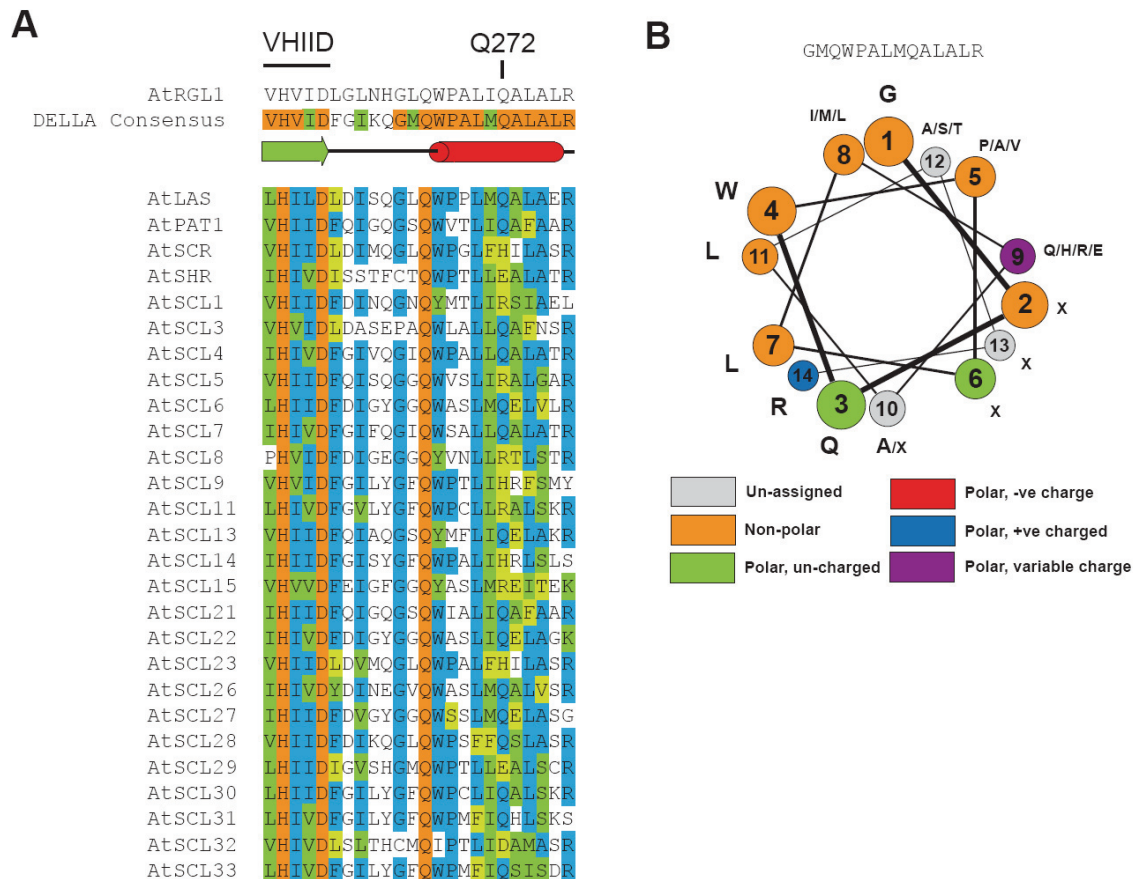 A
VHIID Q272
AtRGL1 VHVIDLGLNHGLQWPALIQALALR
DELLA Consensus VHVIDFGIKQGMQWPALMQALALR
AtLAS LHILDLDISQGLQWPPLMQALAER
AtPAT1 VHIIDFQIGQGSQWVTLIQAFAAR
AtSCR VHIIDLDIMQGLQWPGLFHILASR
AtSHR IHIVDISSTFCTQWPTLLEALATR
AtSCL1 VHIIDFDINQGNQYMTLIRSIAEL
AtSCL3 VHVIDLDASEPAQWLALLQAFNSR
AtSCL4 IHIVDFGIVQGIQWPALLQALATR
AtSCL5 IHIIDFQISQGGQWVSLIRALGAR
AtSCL6 LHIIDFDIGYGGQWASLMQELVLR
AtSCL7 IHIVDFGIFQGIQWSALLQALATR
AtSCL8 PHVIDFDIGEGGQYVNLLRTLSTR
AtSCL9 VHVIDFGILYGFQWPTLIHRFSMY
AtSCL11 LHIVDFGVLYGFQWPCLLRALSKR
AtSCL13 VHIIDFQIAQGSQYMFLIQELAKR
AtSCL14 IHIIDFGISYGFQWPALIHRLSLS
AtSCL15 VHVVDFEIGFGGQYASLMREITEK
AtSCL21 IHIIDFQIGQGSQWIALIQAFAAR
AtSCL22 IHIVDFDIGYGGQWASLIQELAGK
AtSCL23 VHIIDLDVMQGLQWPALFHILASR
AtSCL26 IHIVDYDINEGVQWASLMQALVSR
AtSCL27 IHIIDFDVGYGGQWSSLMQELASG
AtSCL28 VHIIDFDIKQGLQWPSFFQSLASR
AtSCL29 LHIIDIGVSHGMQWPTLLEALSCR
AtSCL30 LHIIDFGILYGFQWPCLIQALSKR
AtSCL31 LHIVDFGILYGFQWPMFIQHLSKS
AtSCL32 VHIVDLSLTHCMQIPTLIDAMASR
AtSCL33 LHIVDFGILYGFQWPMFIQSISDR
B
GMQWPALMQALALR
G
I/M/L 8 1 A/S/T 12 P/A/V 5
W 4
L 11 9 Q/H/R/E
2 X
L 7 13 X
14 6 X
R 3 10
Q A/X
Un-assigned Polar, -ve charge
Non-polar Polar, +ve charged
Polar, un-charged Polar, variable charge